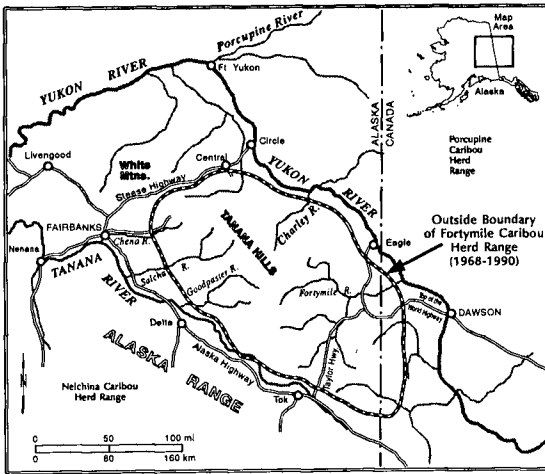 Porcupine River
Map
Area
Alaska
YUKON RIVER
Ft Yukon
ALASKA
CANADA
Porcupine
Caribou
Herd
Range
Livengood
White
Mtns.
Central
Circle
Steese Highway
YUKON RIVER
FAIRBANKS
Chena R.
TANANA HILLS
Charley R.
Eagle
Outside Boundary
of Fortymile Caribou
Herd Range
(1968-1990)
Nenana
TANANA RIVER
Salcha R.
Goodpaster R.
Fortymile R.
Top of the
World Highway
DAWSON
Delta
ALASKA RANGE
Alaska Highway
Taylor Hwy.
Tok
Nelchina Caribou
Herd Range
0 50 100 mi
0 80 160 km